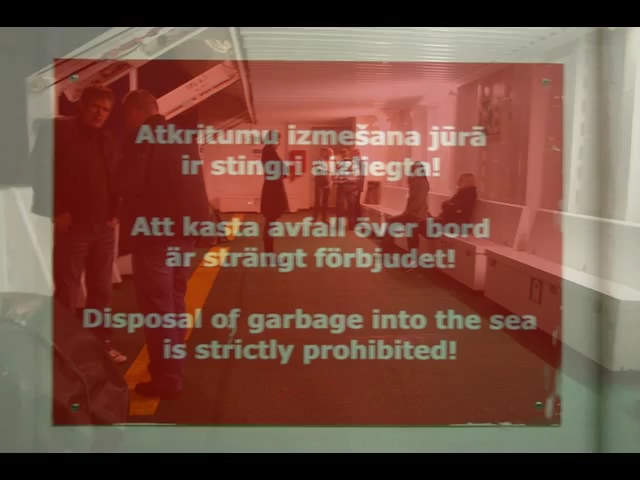 Atkritumu izmešana jūrā
ir stingri aizliegta!
Att kasta avfall över bord
är strängt förbjudet!
Disposal of garbage into the sea
is strictly prohibited!